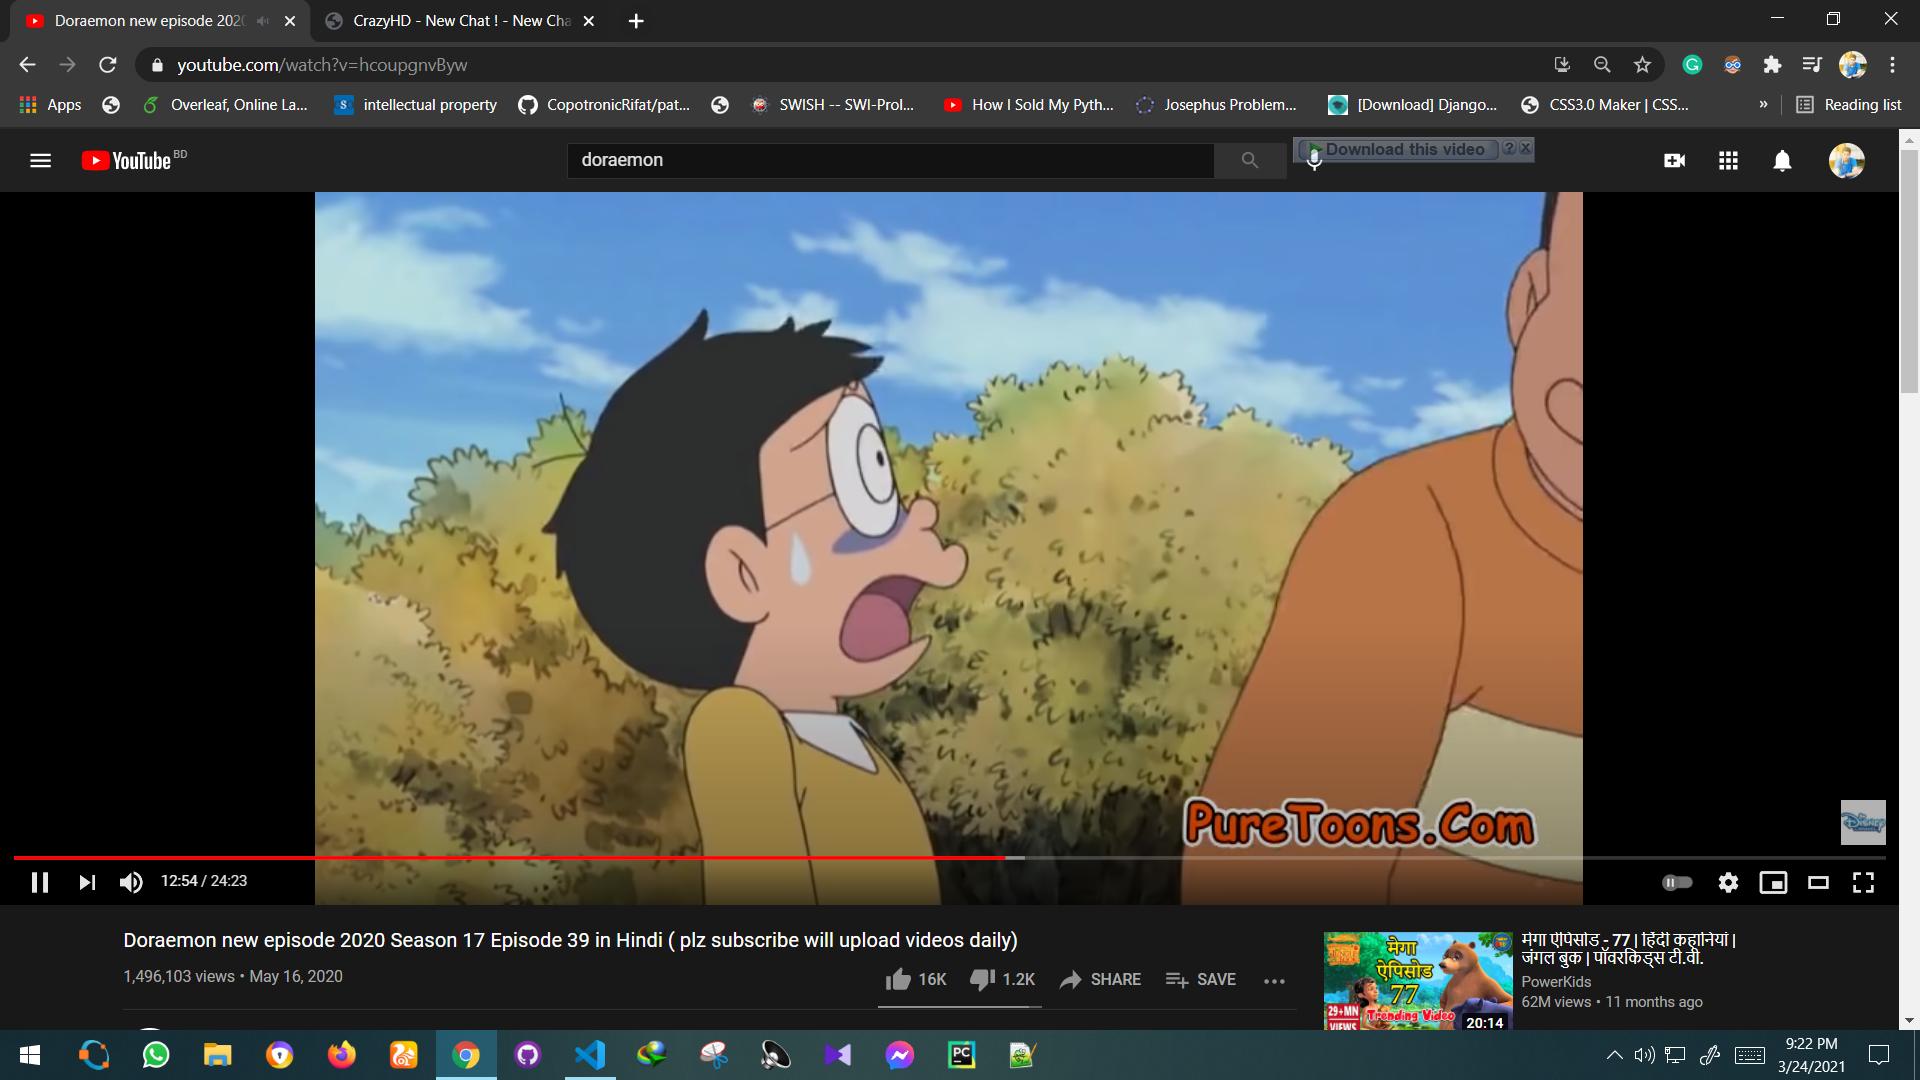 Doraemon new episode 202
CrazyHD - New Chat ! - New Cha
youtube.com/watch?v=hcoupgnvByw
Apps
Overleaf, Online La...
intellectual property
CopotronicRifat/pat...
SWISH -- SWI-Prol...
How I Sold My Pyth...
Josephus Problem...
[Download] Django...
CSS3.0 Maker | CSS...
»
Reading list
YouTube BD
doraemon
Download this video
PureToons.Com
Disney
12:54 / 24:23
Doraemon new episode 2020 Season 17 Episode 39 in Hindi ( plz subscribe will upload videos daily)
1,496,103 views • May 16, 2020
16K
1.2K
SHARE
SAVE
मेगा
ऐपिसोड
77
29+MN
VIEWS
Trending Video
20:14
मेगा ऐपिसोड - 77 | हिंदी कहानियां |
जंगल बुक | पॉवरकिड्स टी.वी.
PowerKids
62M views • 11 months ago
PC
9:22 PM
3/24/2021